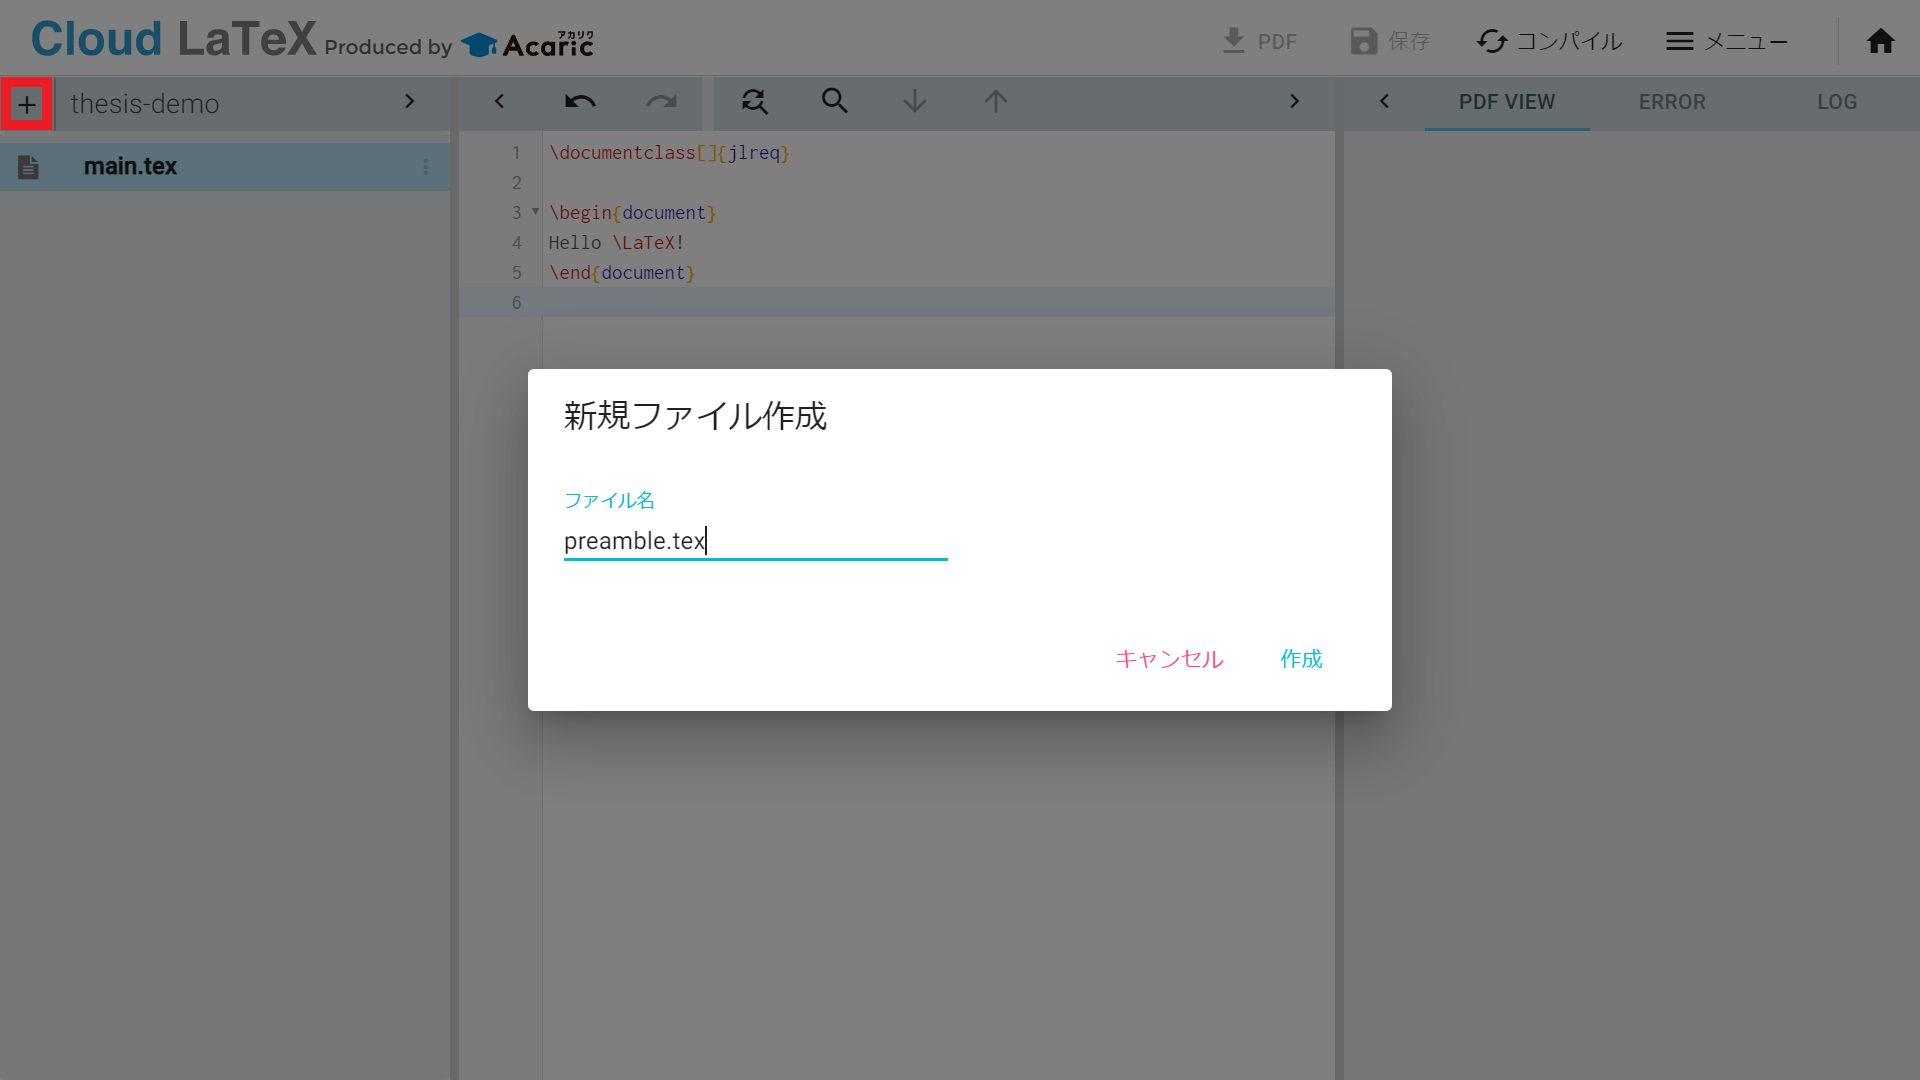 Cloud LaTeX Produced by Acaric アカリク
PDF 保存 コンパイル メニュー
thesis-demo
PDF VIEW ERROR LOG
main.tex
1 \documentclass[]{jlreq}
2
3 \begin{document}
4 Hello \LaTeX!
5 \end{document}
6
新規ファイル作成
ファイル名
preamble.tex
キャンセル 作成